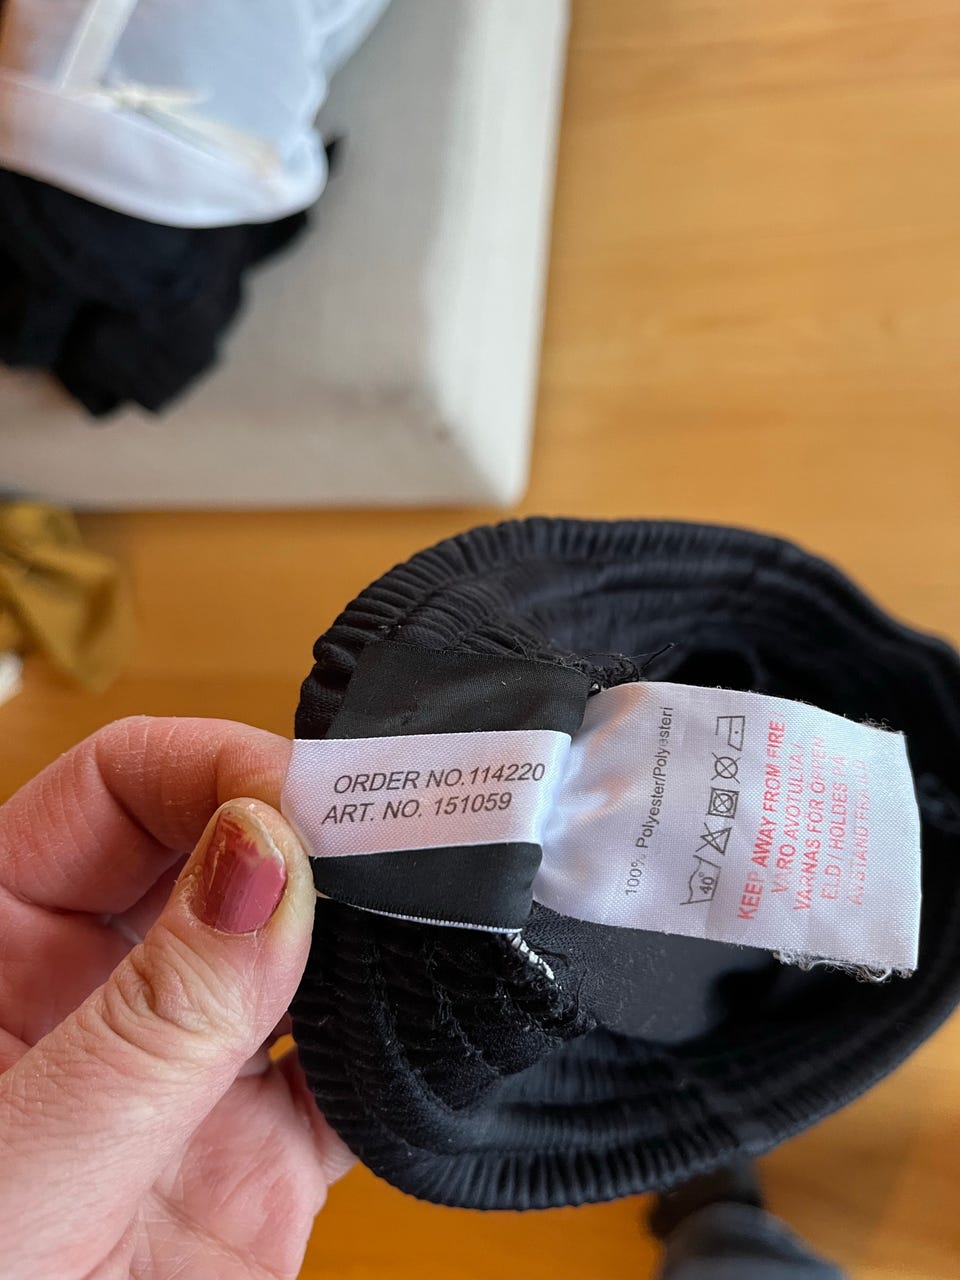 ORDER NO.114220
ART. NO. 151059
100% Polyester/Polyesteri
40°
KEEP AWAY FROM FIRE
VARO AVOTULTA!
VARNAS FÖR ÖPPEN
ELD / HOLDES PÅ
AVSTAND FRA ILD